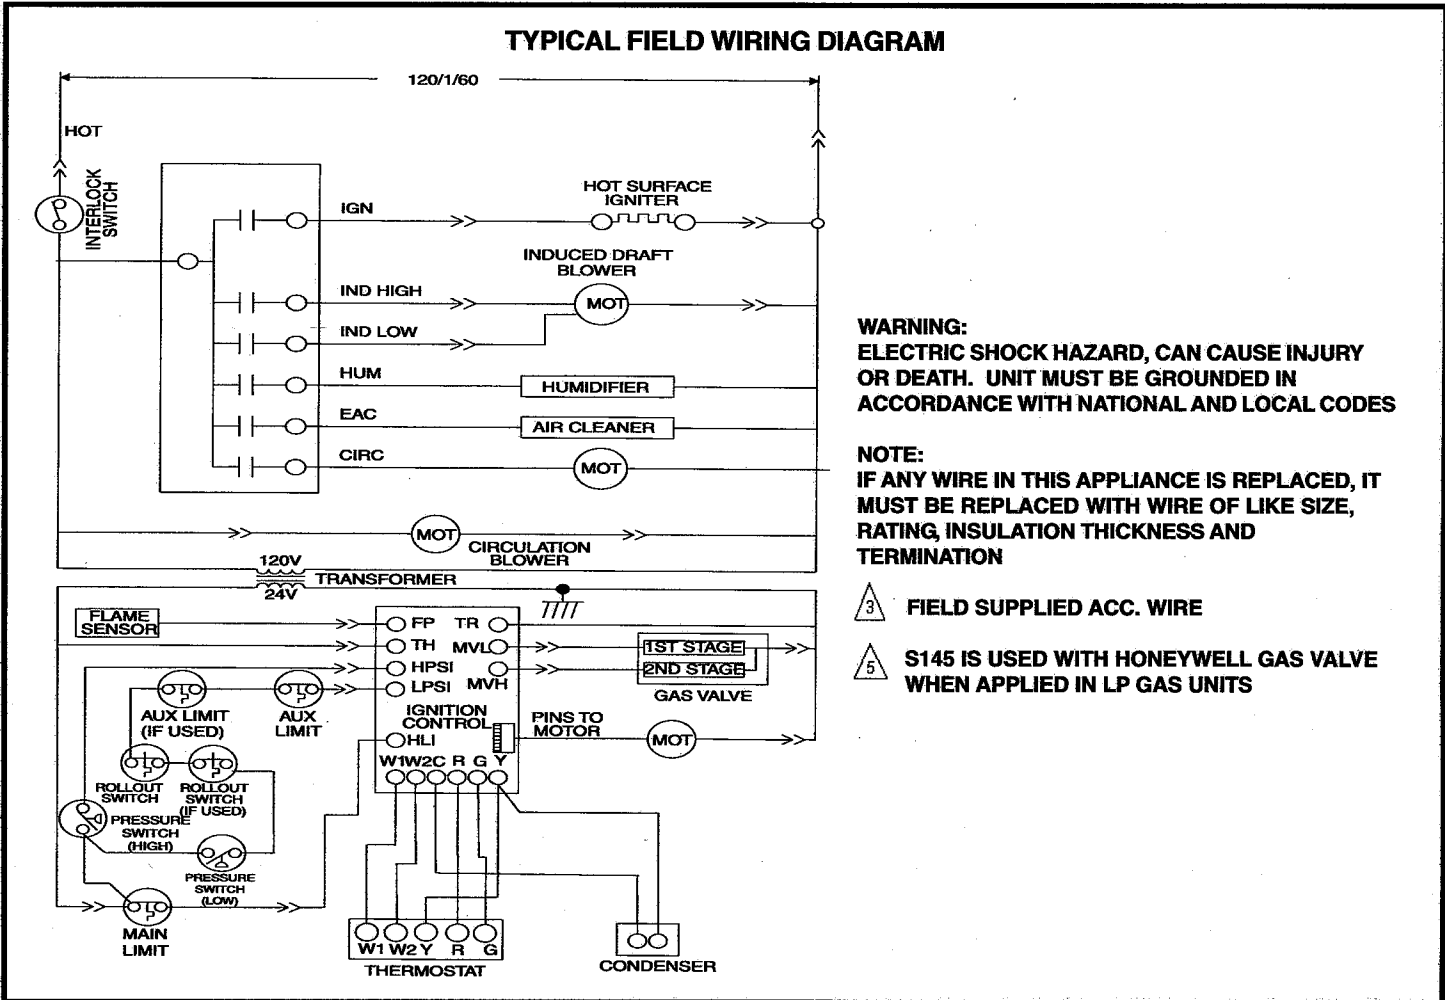 TYPICAL FIELD WIRING DIAGRAM
120/1/60
HOT
INTERLOCK
SWITCH
IGN
HOT SURFACE
IGNITER
INDUCED DRAFT
BLOWER
IND HIGH
MOT
IND LOW
HUM
HUMIDIFIER
EAC
AIR CLEANER
CIRC
MOT
MOT
CIRCULATION
BLOWER
120V
TRANSFORMER
24V
WARNING:
ELECTRIC SHOCK HAZARD, CAN CAUSE INJURY
OR DEATH. UNIT MUST BE GROUNDED IN
ACCORDANCE WITH NATIONAL AND LOCAL CODES
NOTE:
IF ANY WIRE IN THIS APPLIANCE IS REPLACED, IT
MUST BE REPLACED WITH WIRE OF LIKE SIZE,
RATING, INSULATION THICKNESS AND
TERMINATION
3 FIELD SUPPLIED ACC. WIRE
5 S145 IS USED WITH HONEYWELL GAS VALVE
WHEN APPLIED IN LP GAS UNITS
FLAME
SENSOR
FP TR
TH MVL
HPSI
LPSI MVH
IGNITION
CONTROL
HLI
W1 W2 C R G Y
1ST STAGE
2ND STAGE
GAS VALVE
PINS TO
MOTOR
MOT
AUX LIMIT
(IF USED)
AUX
LIMIT
ROLLOUT
SWITCH
ROLLOUT
SWITCH
(IF USED)
PRESSURE
SWITCH
(HIGH)
PRESSURE
SWITCH
(LOW)
MAIN
LIMIT
W1 W2 Y R G
THERMOSTAT
CONDENSER